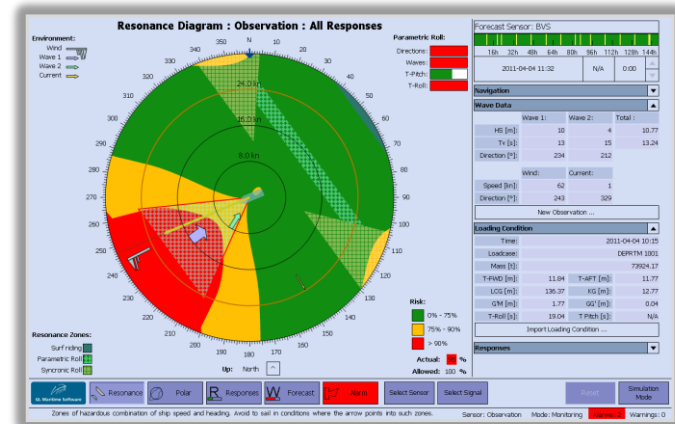 Resonance Diagram : Observation : All Responses
Environment:
Wind
Wave 1
Wave 2
Current
Parametric Roll:
Directions:
Waves:
T-Pitch:
T-Roll:
340 350 N 10 20
30
40
50
60
70
80
90
100
110
120
130
140
150
160
170
180
190
200
210
220
230
240
250
260
270
280
290
300
310
24.0 kn
16.0 kn
8.0 kn
Resonance Zones:
Surf riding
Parametric Roll
Syncronic Roll
Up: North
Risk:
0% - 75%
75% - 90%
> 90%
Actual: %
Allowed: 100 %
Forecast Sensor: BVS
16h 32h 48h 64h 80h 96h 112h 128h 144h
2011-04-04 11:32 N/A 0:00
Navigation
Wave Data
Wave 1: Wave 2: Total :
HS [m]: 10 4 10.77
Tv [s]: 13 15 13.24
Direction [°]: 234 212
Wind: Current:
Speed [kn]: 62 1
Direction [°]: 243 329
New Observation ...
Loading Condition
Time: 2011-04-04 10:15
Loadcase: DEPRTM 1001
Mass [t]: 73924.17
T-FWD [m]: 11.84 T-AFT [m]: 11.77
LCG [m]: 136.37 KG [m]: 12.77
G'M [m]: 1.77 GG' [m]: 0.04
T-Roll [s]: 19.04 T Pitch [s]: N/A
Import Loading Condition ...
Responses
GL Maritime Software Resonance Polar R Responses W Forecast Alarm Select Sensor Select Signal Reset Simulation Mode
Zones of hazardous combination of ship speed and heading. Avoid to sail in conditions where the arrow points into such zones. Sensor: Observation Mode: Monitoring Alarms: 2 Warnings: 0